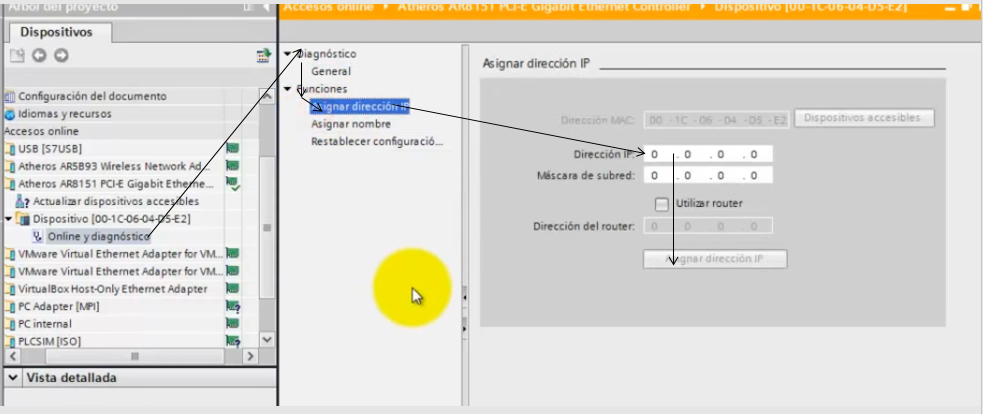 Árbol del proyecto
Accesos online ▸ Atheros AR8151 PCI-E Gigabit Ethernet Controller ▸ Dispositivo [00-1C-06-04-D5-E2]
Dispositivos
Configuración del documento
Idiomas y recursos
Accesos online
USB [S7USB]
Atheros AR5B93 Wireless Network Ad...
Atheros AR8151 PCI-E Gigabit Etherne...
Actualizar dispositivos accesibles
Dispositivo [00-1C-06-04-D5-E2]
Online y diagnóstico
VMware Virtual Ethernet Adapter for VM...
VMware Virtual Ethernet Adapter for VM...
VirtualBox Host-Only Ethernet Adapter
PC Adapter [MPI]
PC internal
PLCSIM [ISO]
Vista detallada
Diagnóstico
General
Funciones
Asignar dirección IP
Asignar nombre
Restablecer configuració...
Asignar dirección IP
Dirección MAC: 00 -1C -06 -04 -D5 -E2 Dispositivos accesibles
Dirección IP: 0 . 0 . 0 . 0
Máscara de subred: 0 . 0 . 0 . 0
Utilizar router
Dirección del router: 0 . 0 . 0 . 0
Asignar dirección IP